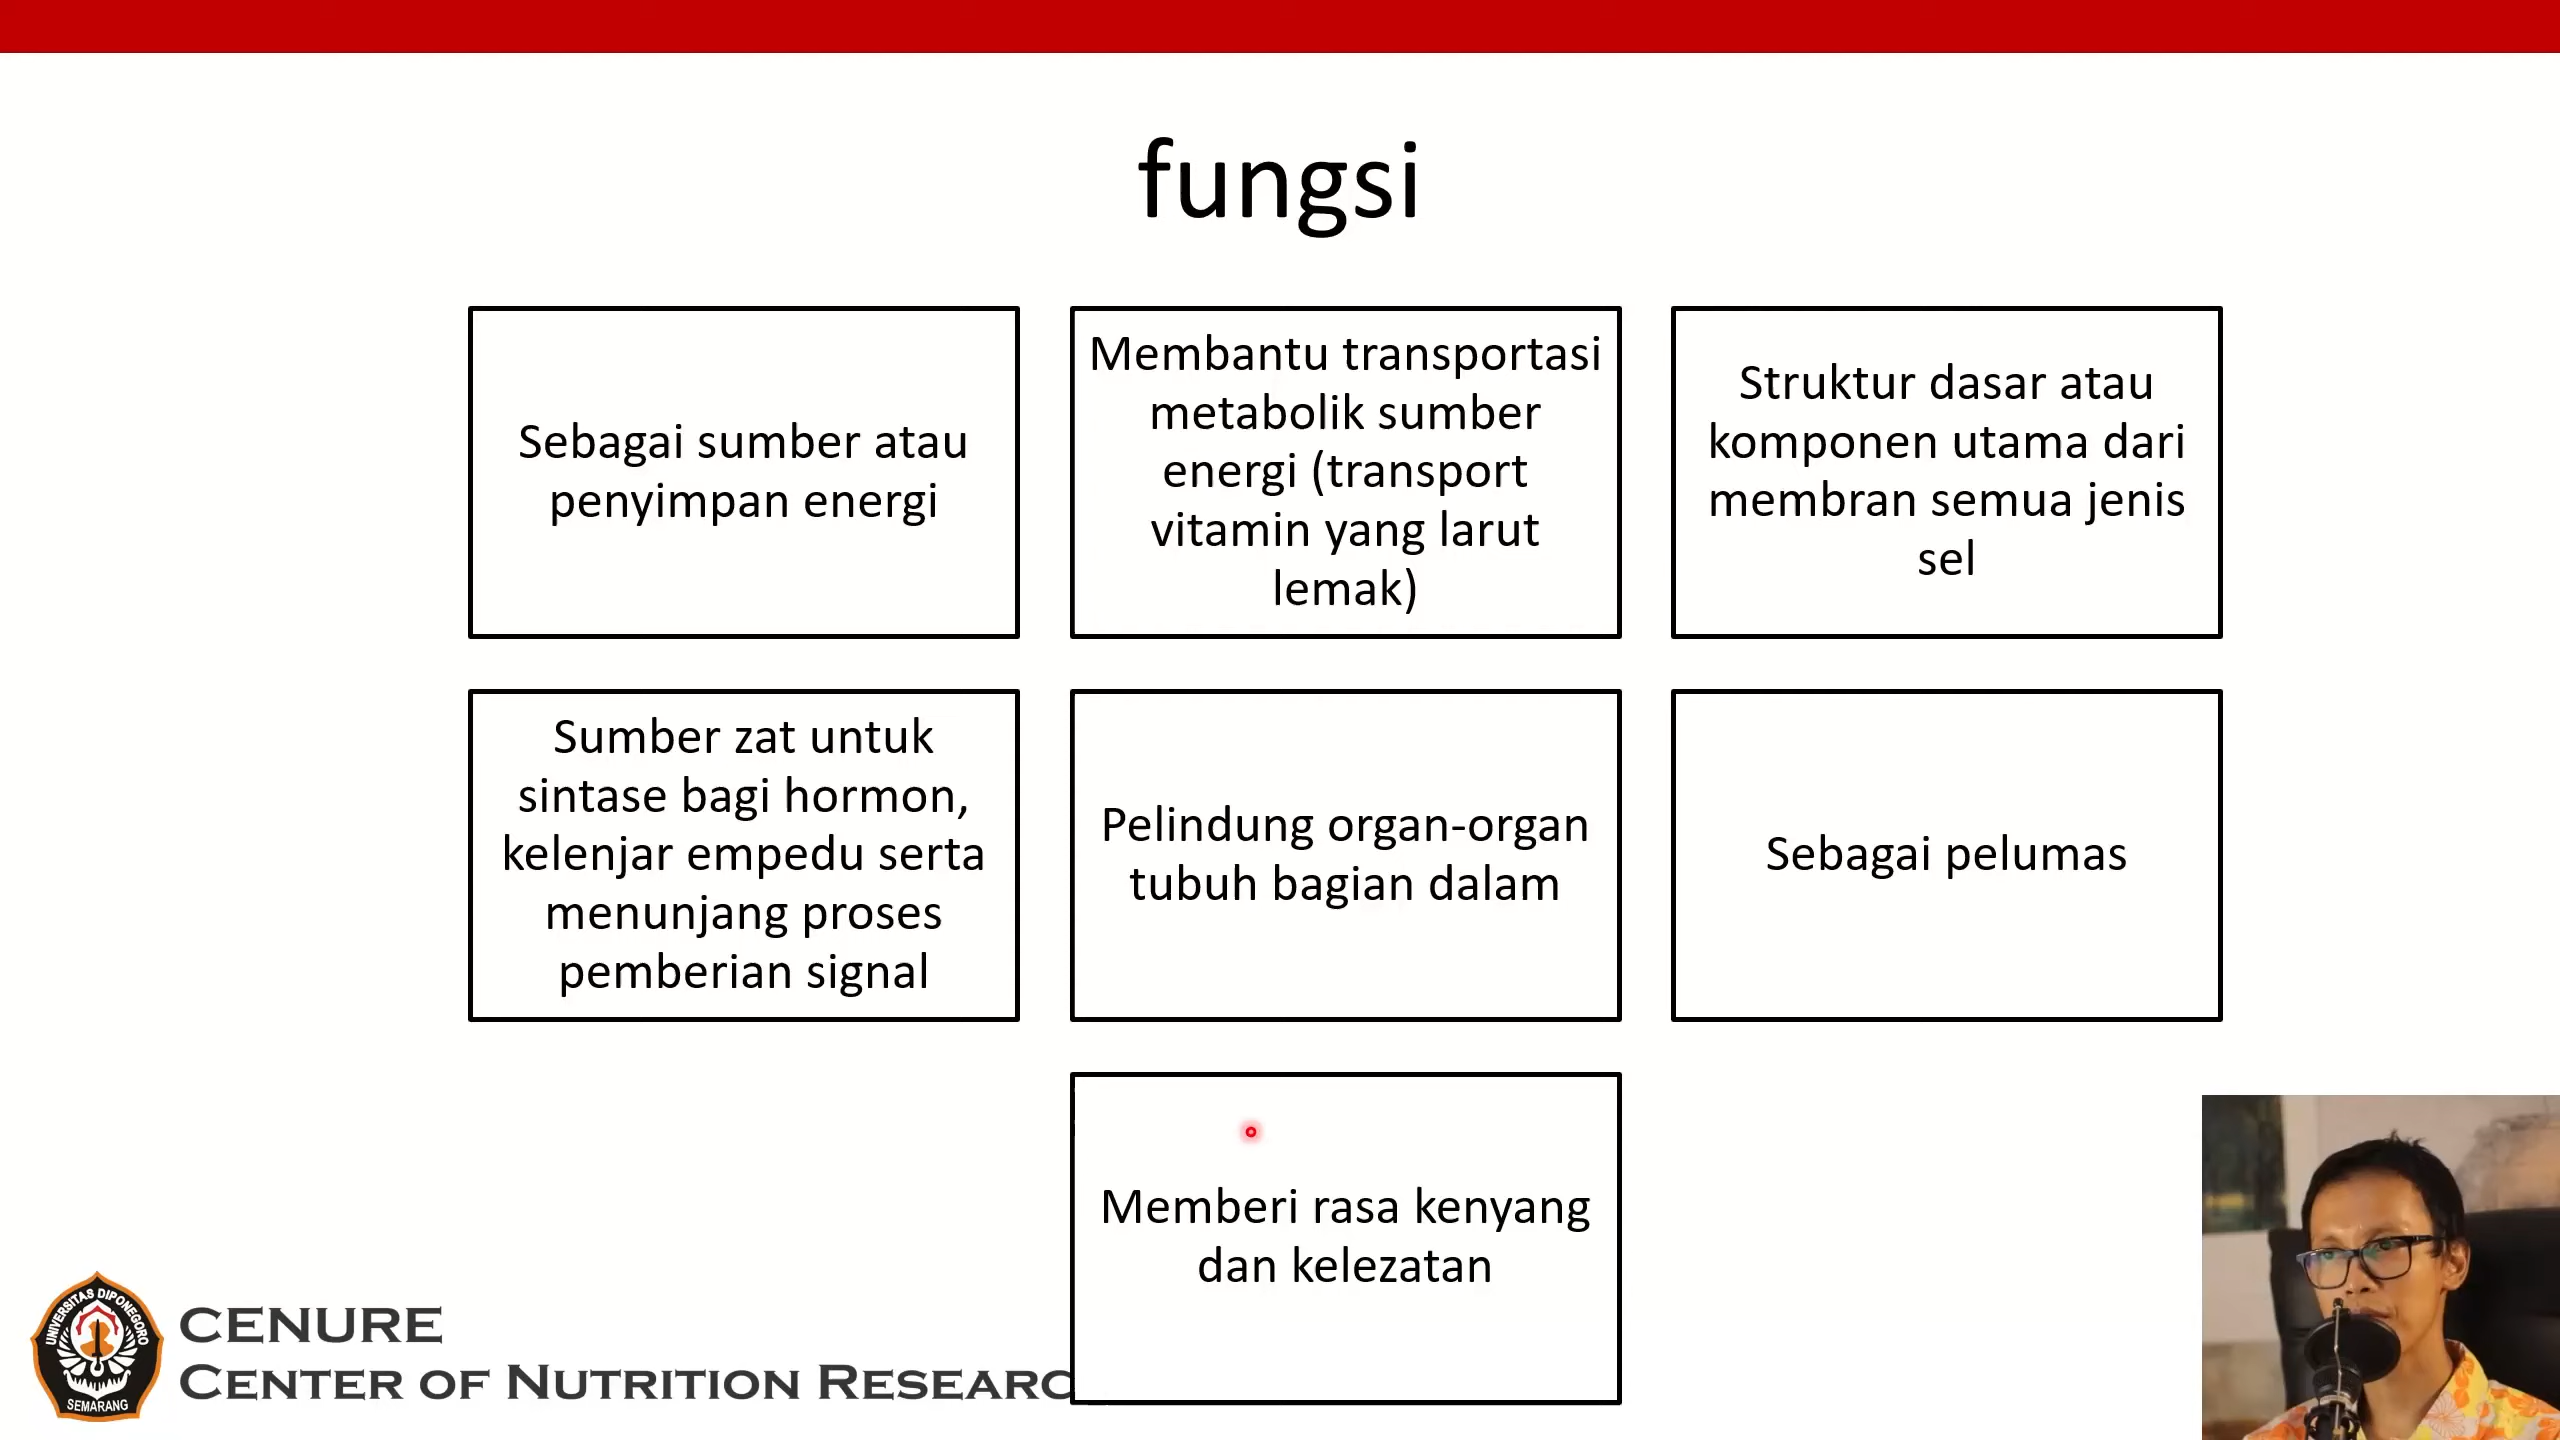 fungsi
Sebagai sumber atau
penyimpan energi
Membantu transportasi
metabolik sumber
energi (transport
vitamin yang larut
lemak)
Struktur dasar atau
komponen utama dari
membran semua jenis
sel
Sumber zat untuk
sintase bagi hormon,
kelenjar empedu serta
menunjang proses
pemberian signal
Pelindung organ-organ
tubuh bagian dalam
Sebagai pelumas
Memberi rasa kenyang
dan kelezatan
UNIVERSITAS DIPONEGORO
SEMARANG
CENURE
CENTER OF NUTRITION RESEARC